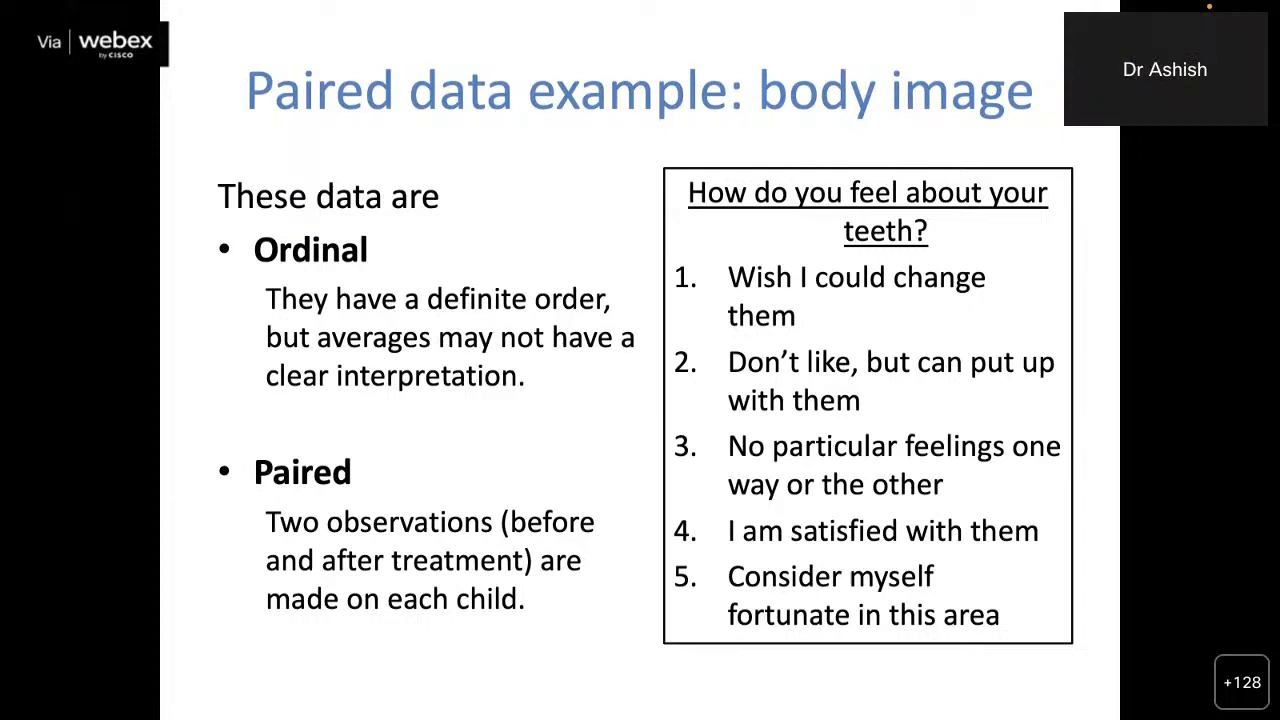 Via webex
by CISCO
Dr Ashish
Paired data example: body image
These data are
• Ordinal
They have a definite order,
but averages may not have a
clear interpretation.
• Paired
Two observations (before
and after treatment) are
made on each child.
How do you feel about your
teeth?
1. Wish I could change
them
2. Don’t like, but can put up
with them
3. No particular feelings one
way or the other
4. I am satisfied with them
5. Consider myself
fortunate in this area
+128